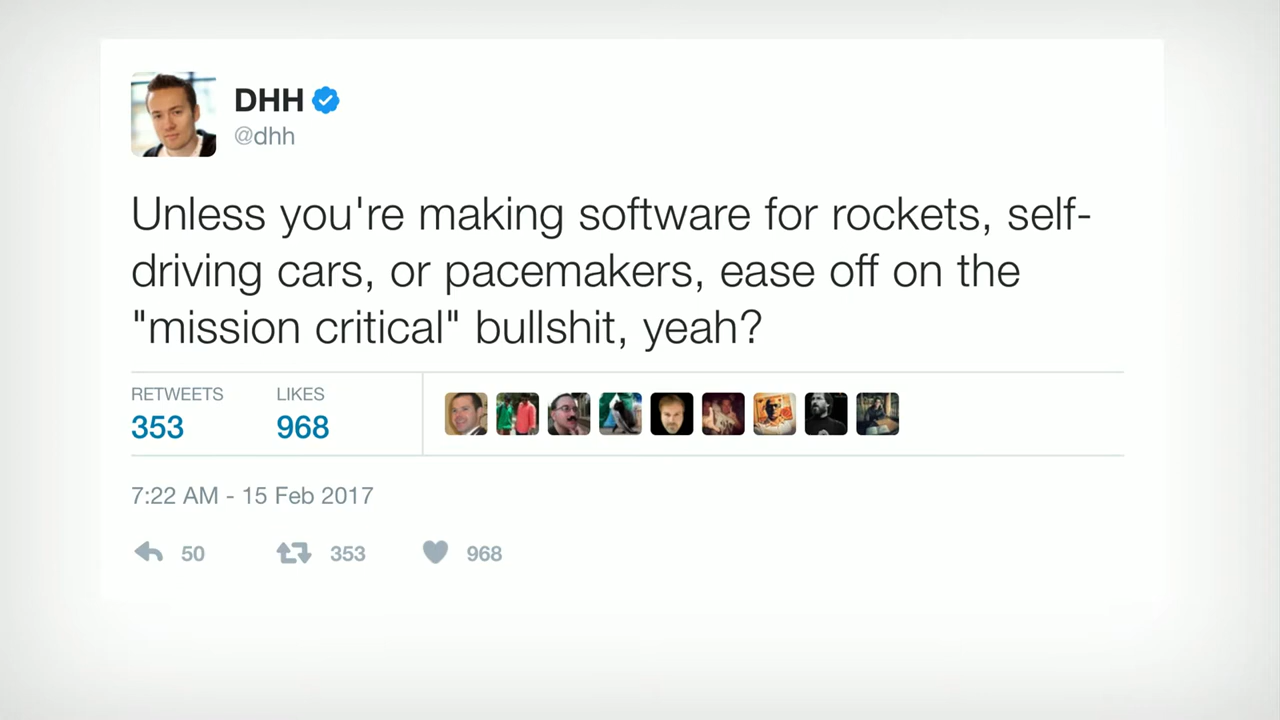 DHH
@dhh
Unless you're making software for rockets, self-
driving cars, or pacemakers, ease off on the
"mission critical" bullshit, yeah?
RETWEETS LIKES
353 968
7:22 AM - 15 Feb 2017
50 353 968